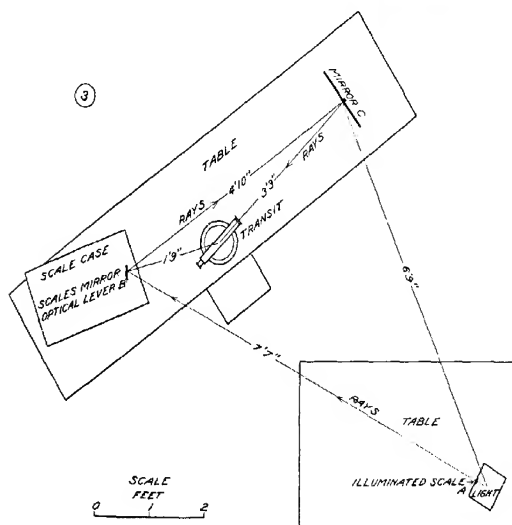 3
MIRROR C
TABLE
RAYS
4'10"
RAYS
3'3"
TRANSIT
1'9"
SCALE CASE
SCALES MIRROR
OPTICAL LEVER B
6'9"
7'7"
RAYS
TABLE
ILLUMINATED SCALE
A
LIGHT
SCALE
FEET
0 1 2